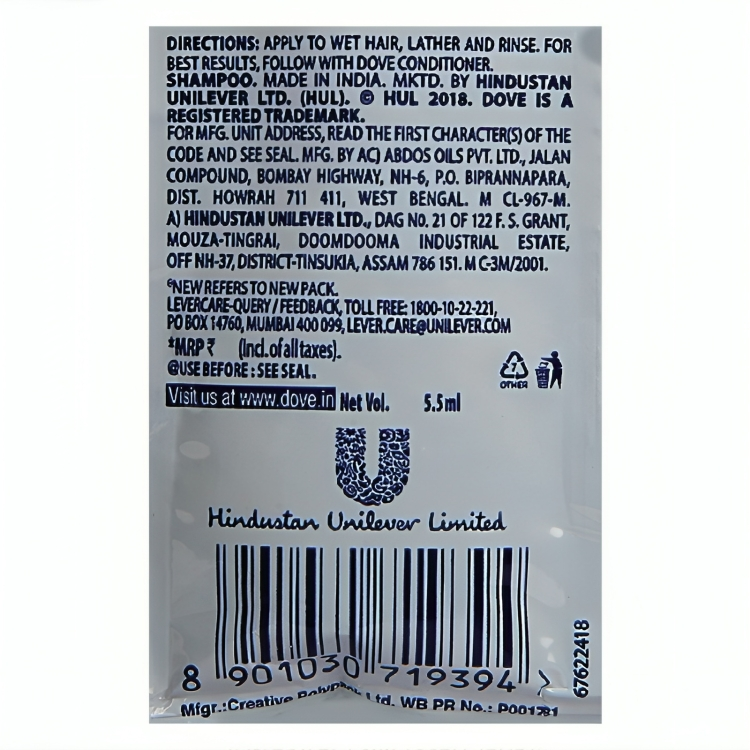 DIRECTIONS: APPLY TO WET HAIR, LATHER AND RINSE. FOR
BEST RESULTS, FOLLOW WITH DOVE CONDITIONER.
SHAMPOO. MADE IN INDIA. MKTD. BY HINDUSTAN
UNILEVER LTD. (HUL). © HUL 2018. DOVE IS A
REGISTERED TRADEMARK.
FOR MFG. UNIT ADDRESS, READ THE FIRST CHARACTER(S) OF THE
CODE AND SEE SEAL. MFG. BY AC) ABDOS OILS PVT. LTD., JALAN
COMPOUND, BOMBAY HIGHWAY, NH-6, P.O. BIPRANNAPARA,
DIST. HOWRAH 711 411, WEST BENGAL. M CL-967-M.
A) HINDUSTAN UNILEVER LTD., DAG No. 21 OF 122 F. S. GRANT,
MOUZA-TINGRAI, DOOMDOOMA INDUSTRIAL ESTATE,
OFF NH-37, DISTRICT-TINSUKIA, ASSAM 786 151. M C-3M/2001.
NEW REFERS TO NEW PACK.
LEVERCARE-QUERY / FEEDBACK, TOLL FREE: 1800-10-22-221,
PO BOX 14760, MUMBAI 400 099, LEVER.CARE@UNILEVER.COM
*MRP ₹ (Incl. of all taxes).
@USE BEFORE : SEE SEAL.
7
OTHER
Visit us at www.dove.in Net Vol. 5.5 ml
Hindustan Unilever Limited
8 901030 719394 >
67622418
Mfgr.:Creative Polypack Ltd. WB PR No.: